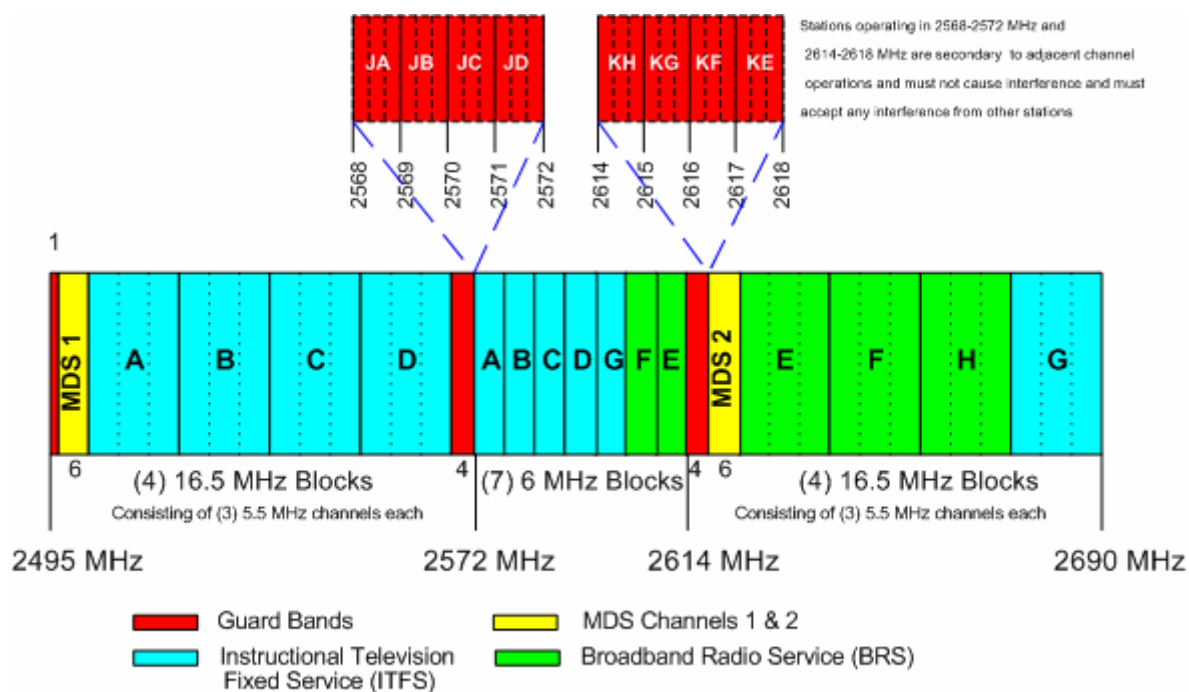 Stations operating in 2568-2572 MHz and
2614-2618 MHz are secondary to adjacent channel
operations and must not cause interference and must
accept any interference from other stations
JA JB JC JD
KH KG KF KE
2568 2569 2570 2571 2572
2614 2615 2616 2617 2618
1
MDS 1 A B C D A B C D G F E MDS 2 E F H G
6 4 4 6
(4) 16.5 MHz Blocks (7) 6 MHz Blocks (4) 16.5 MHz Blocks
Consisting of (3) 5.5 MHz channels each Consisting of (3) 5.5 MHz channels each
2495 MHz 2572 MHz 2614 MHz 2690 MHz
Guard Bands MDS Channels 1 & 2
Instructional Television Broadband Radio Service (BRS)
Fixed Service (ITFS)